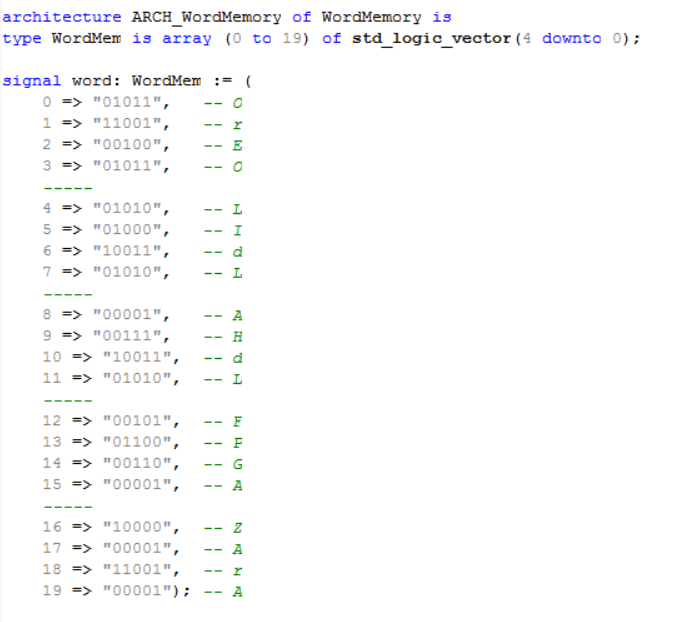 architecture ARCH_WordMemory of WordMemory is
type WordMem is array (0 to 19) of std_logic_vector(4 downto 0);
signal word: WordMem := (
0 => "01011", -- O
1 => "11001", -- r
2 => "00100", -- E
3 => "01011", -- O
-----
4 => "01010", -- L
5 => "01000", -- I
6 => "10011", -- d
7 => "01010", -- L
-----
8 => "00001", -- A
9 => "00111", -- H
10 => "10011", -- d
11 => "01010", -- L
-----
12 => "00101", -- F
13 => "01100", -- P
14 => "00110", -- G
15 => "00001", -- A
-----
16 => "10000", -- Z
17 => "00001", -- A
18 => "11001", -- r
19 => "00001"); -- A